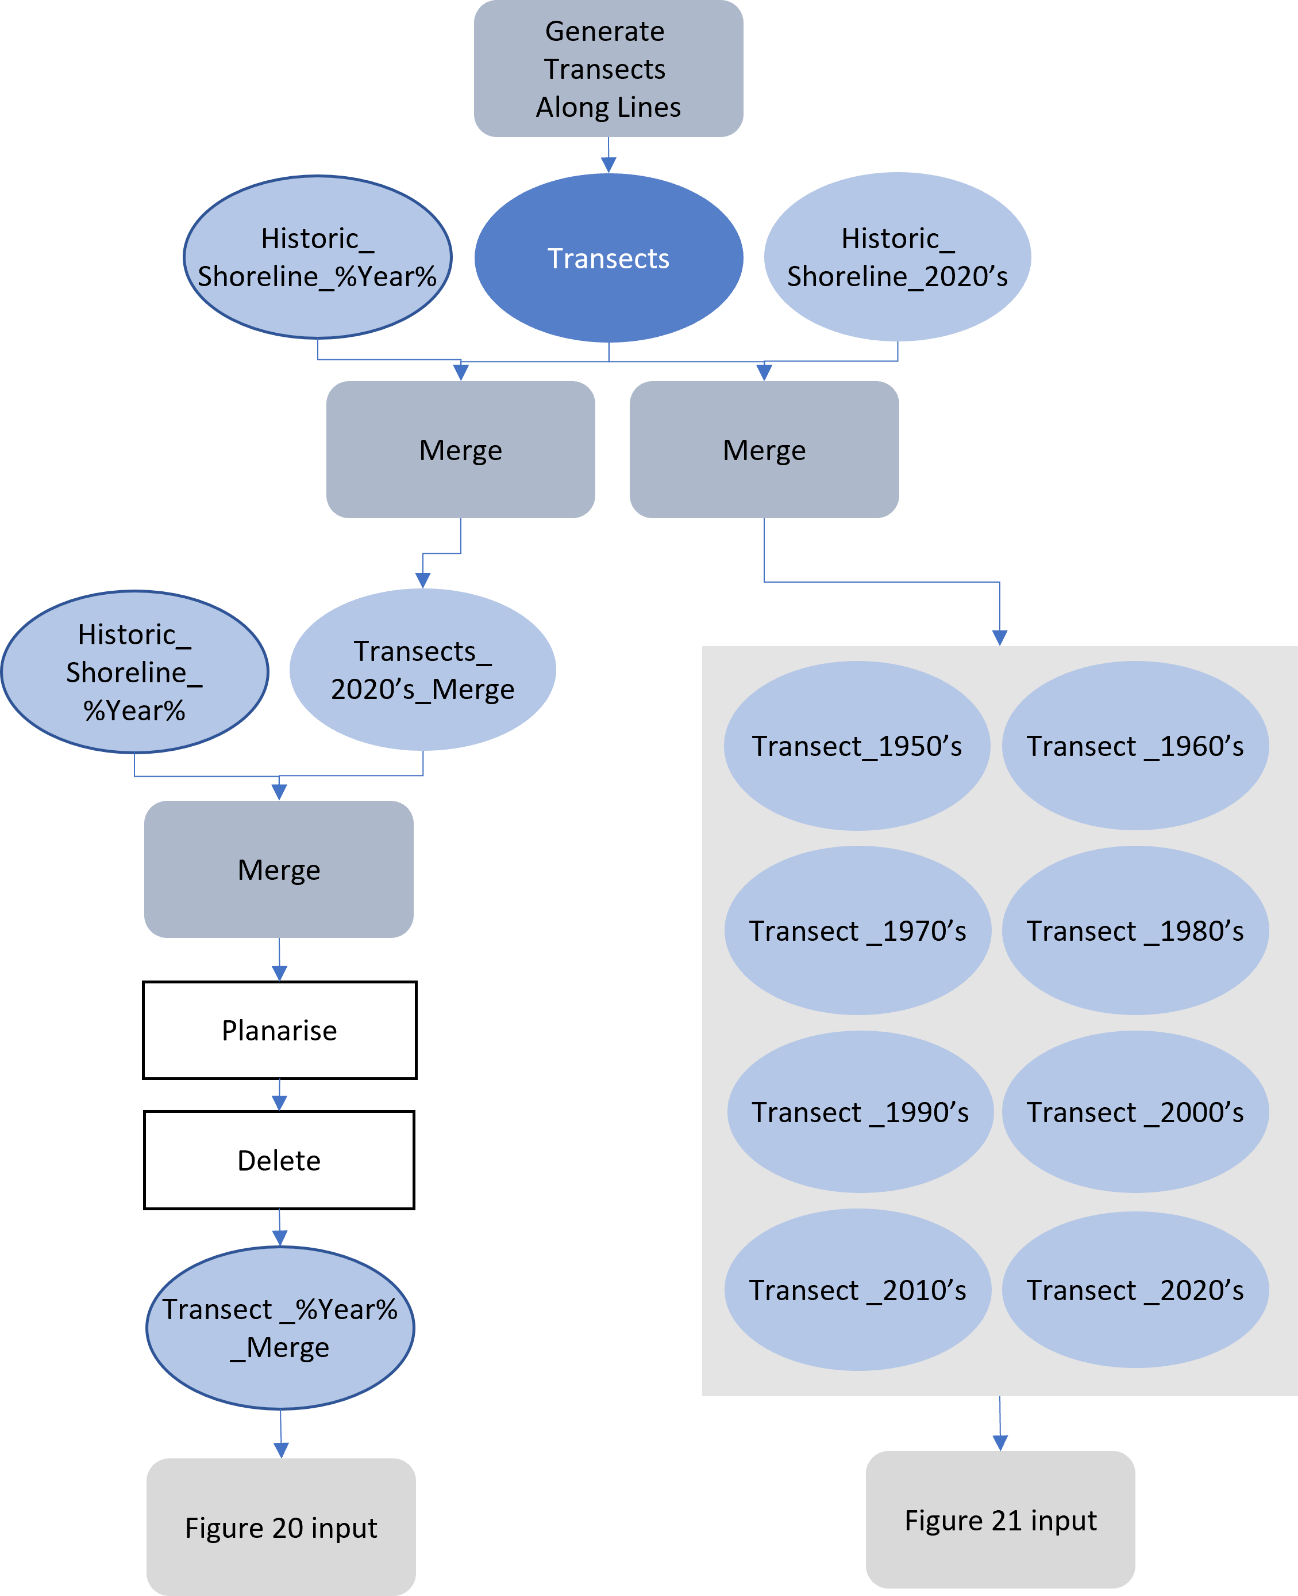 Generate
Transects
Along Lines
Historic_
Shoreline_%Year%
Transects
Historic_
Shoreline_2020’s
Merge
Merge
Historic_
Shoreline_
%Year%
Transects_
2020’s_Merge
Merge
Planarise
Delete
Transect _%Year%
_Merge
Figure 20 input
Transect_1950’s
Transect _1960’s
Transect _1970’s
Transect _1980’s
Transect _1990’s
Transect _2000’s
Transect _2010’s
Transect _2020’s
Figure 21 input